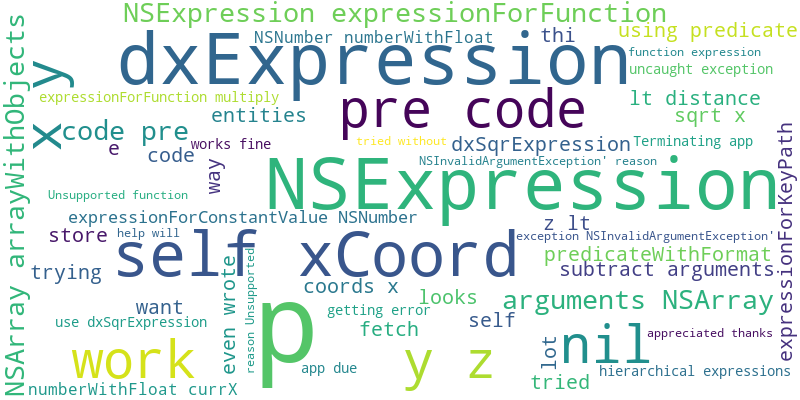 NSExpression expressionForFunction
NSNumber numberWithFloat
thi
using predicate
dxExpression
function expression
uncaught exception
NSArray arrayWithObjects
y
expressionForFunction multiply
entities
pre code
lt distance
sqrt x
x
code pre
e
works fine
tried without
dxSqrExpression
Terminating app
code
way
NSInvalidArgumentException' reason
NSExpression
expressionForKeyPath
Unsupported function
expressionForConstantValue NSNumber
z lt
store
help will
self xCoord
exception NSInvalidArgumentException'
predicateWithFormat
trying
even wrote
reason Unsupported
coords x
subtract arguments
want
p
getting error
looks
arguments NSArray
use dxSqrExpression
fetch
self
nil
appreciated thanks
work
app due
y z
lot
hierarchical expressions
tried
numberWithFloat currX